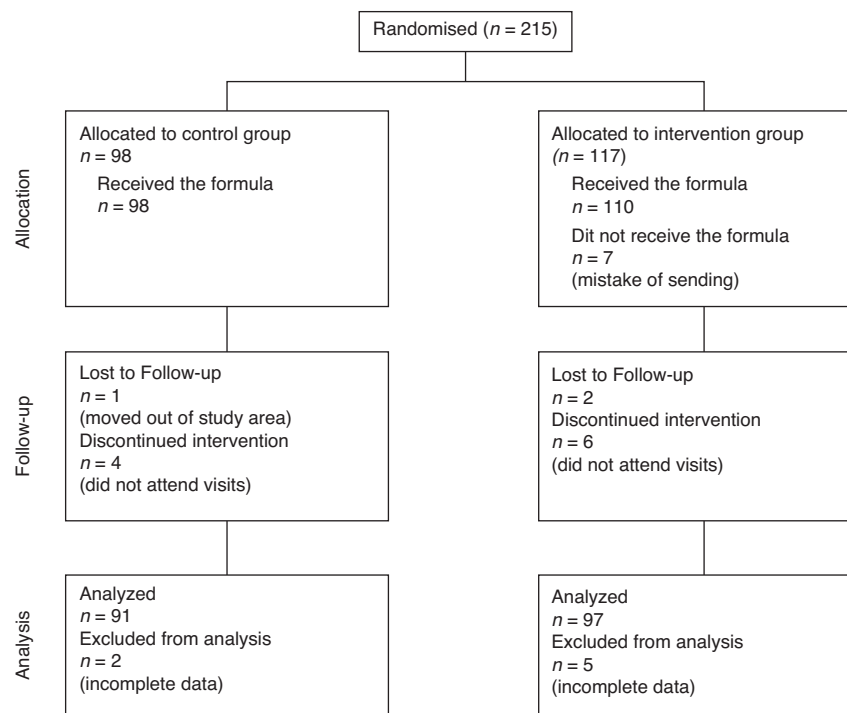 Randomised (n = 215)
Allocation
Allocated to control group
n = 98
Received the formula
n = 98
Allocated to intervention group
(n = 117)
Received the formula
n = 110
Dit not receive the formula
n = 7
(mistake of sending)
Follow-up
Lost to Follow-up
n = 1
(moved out of study area)
Discontinued intervention
n = 4
(did not attend visits)
Lost to Follow-up
n = 2
Discontinued intervention
n = 6
(did not attend visits)
Analysis
Analyzed
n = 91
Excluded from analysis
n = 2
(incomplete data)
Analyzed
n = 97
Excluded from analysis
n = 5
(incomplete data)